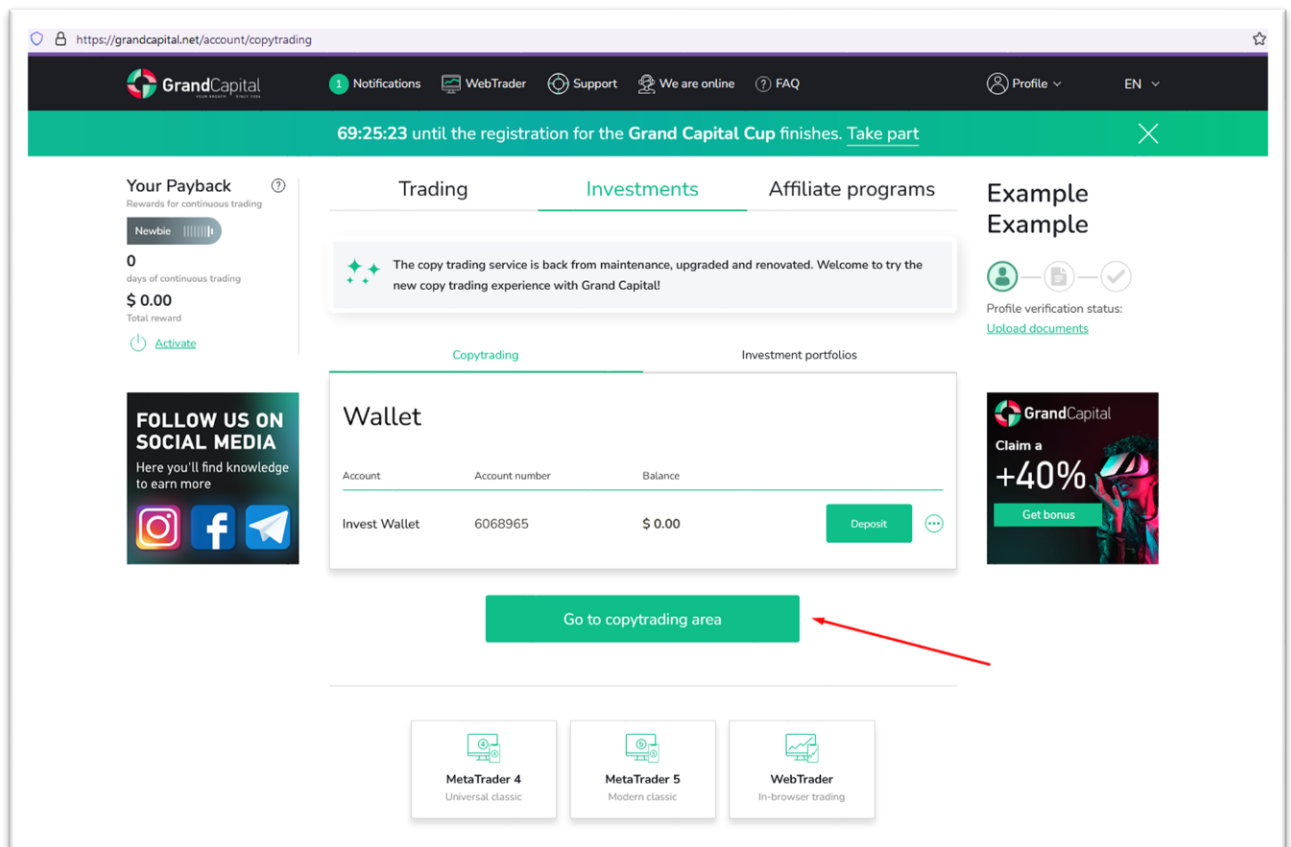 https://grandcapital.net/account/copytrading
GrandCapital
1 Notifications WebTrader Support We are online ? FAQ Profile EN
69:25:23 until the registration for the Grand Capital Cup finishes. Take part
Your Payback ?
Rewards for continuous trading
Newbie
0
days of continuous trading
$ 0.00
Total reward
Activate
FOLLOW US ON
SOCIAL MEDIA
Here you'll find knowledge
to earn more
Trading Investments Affiliate programs
The copy trading service is back from maintenance, upgraded and renovated. Welcome to try the
new copy trading experience with Grand Capital!
Copytrading Investment portfolios
Wallet
Account Account number Balance
Invest Wallet 6068965 $ 0.00 Deposit
Go to copytrading area
4
MetaTrader 4
Universal classic
5
MetaTrader 5
Modern classic
WebTrader
In-browser trading
Example
Example
Profile verification status:
Upload documents
GrandCapital
Claim a
+40%
Get bonus